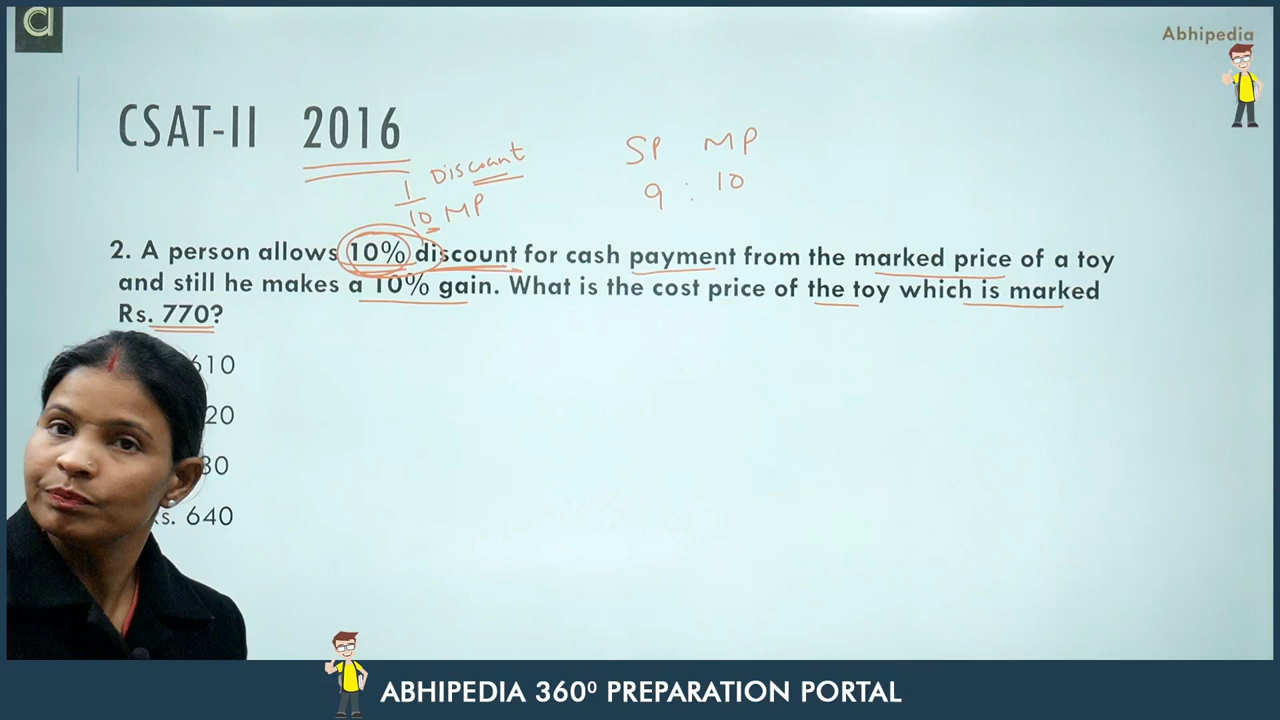 Abhipedia
CSAT-II 2016
SP MP
9 : 10
1 Discount
10 MP
2. A person allows 10% discount for cash payment from the marked price of a toy
and still he makes a 10% gain. What is the cost price of the toy which is marked
Rs. 770?
610
20
30
Rs. 640
ABHIPEDIA 360⁰ PREPARATION PORTAL